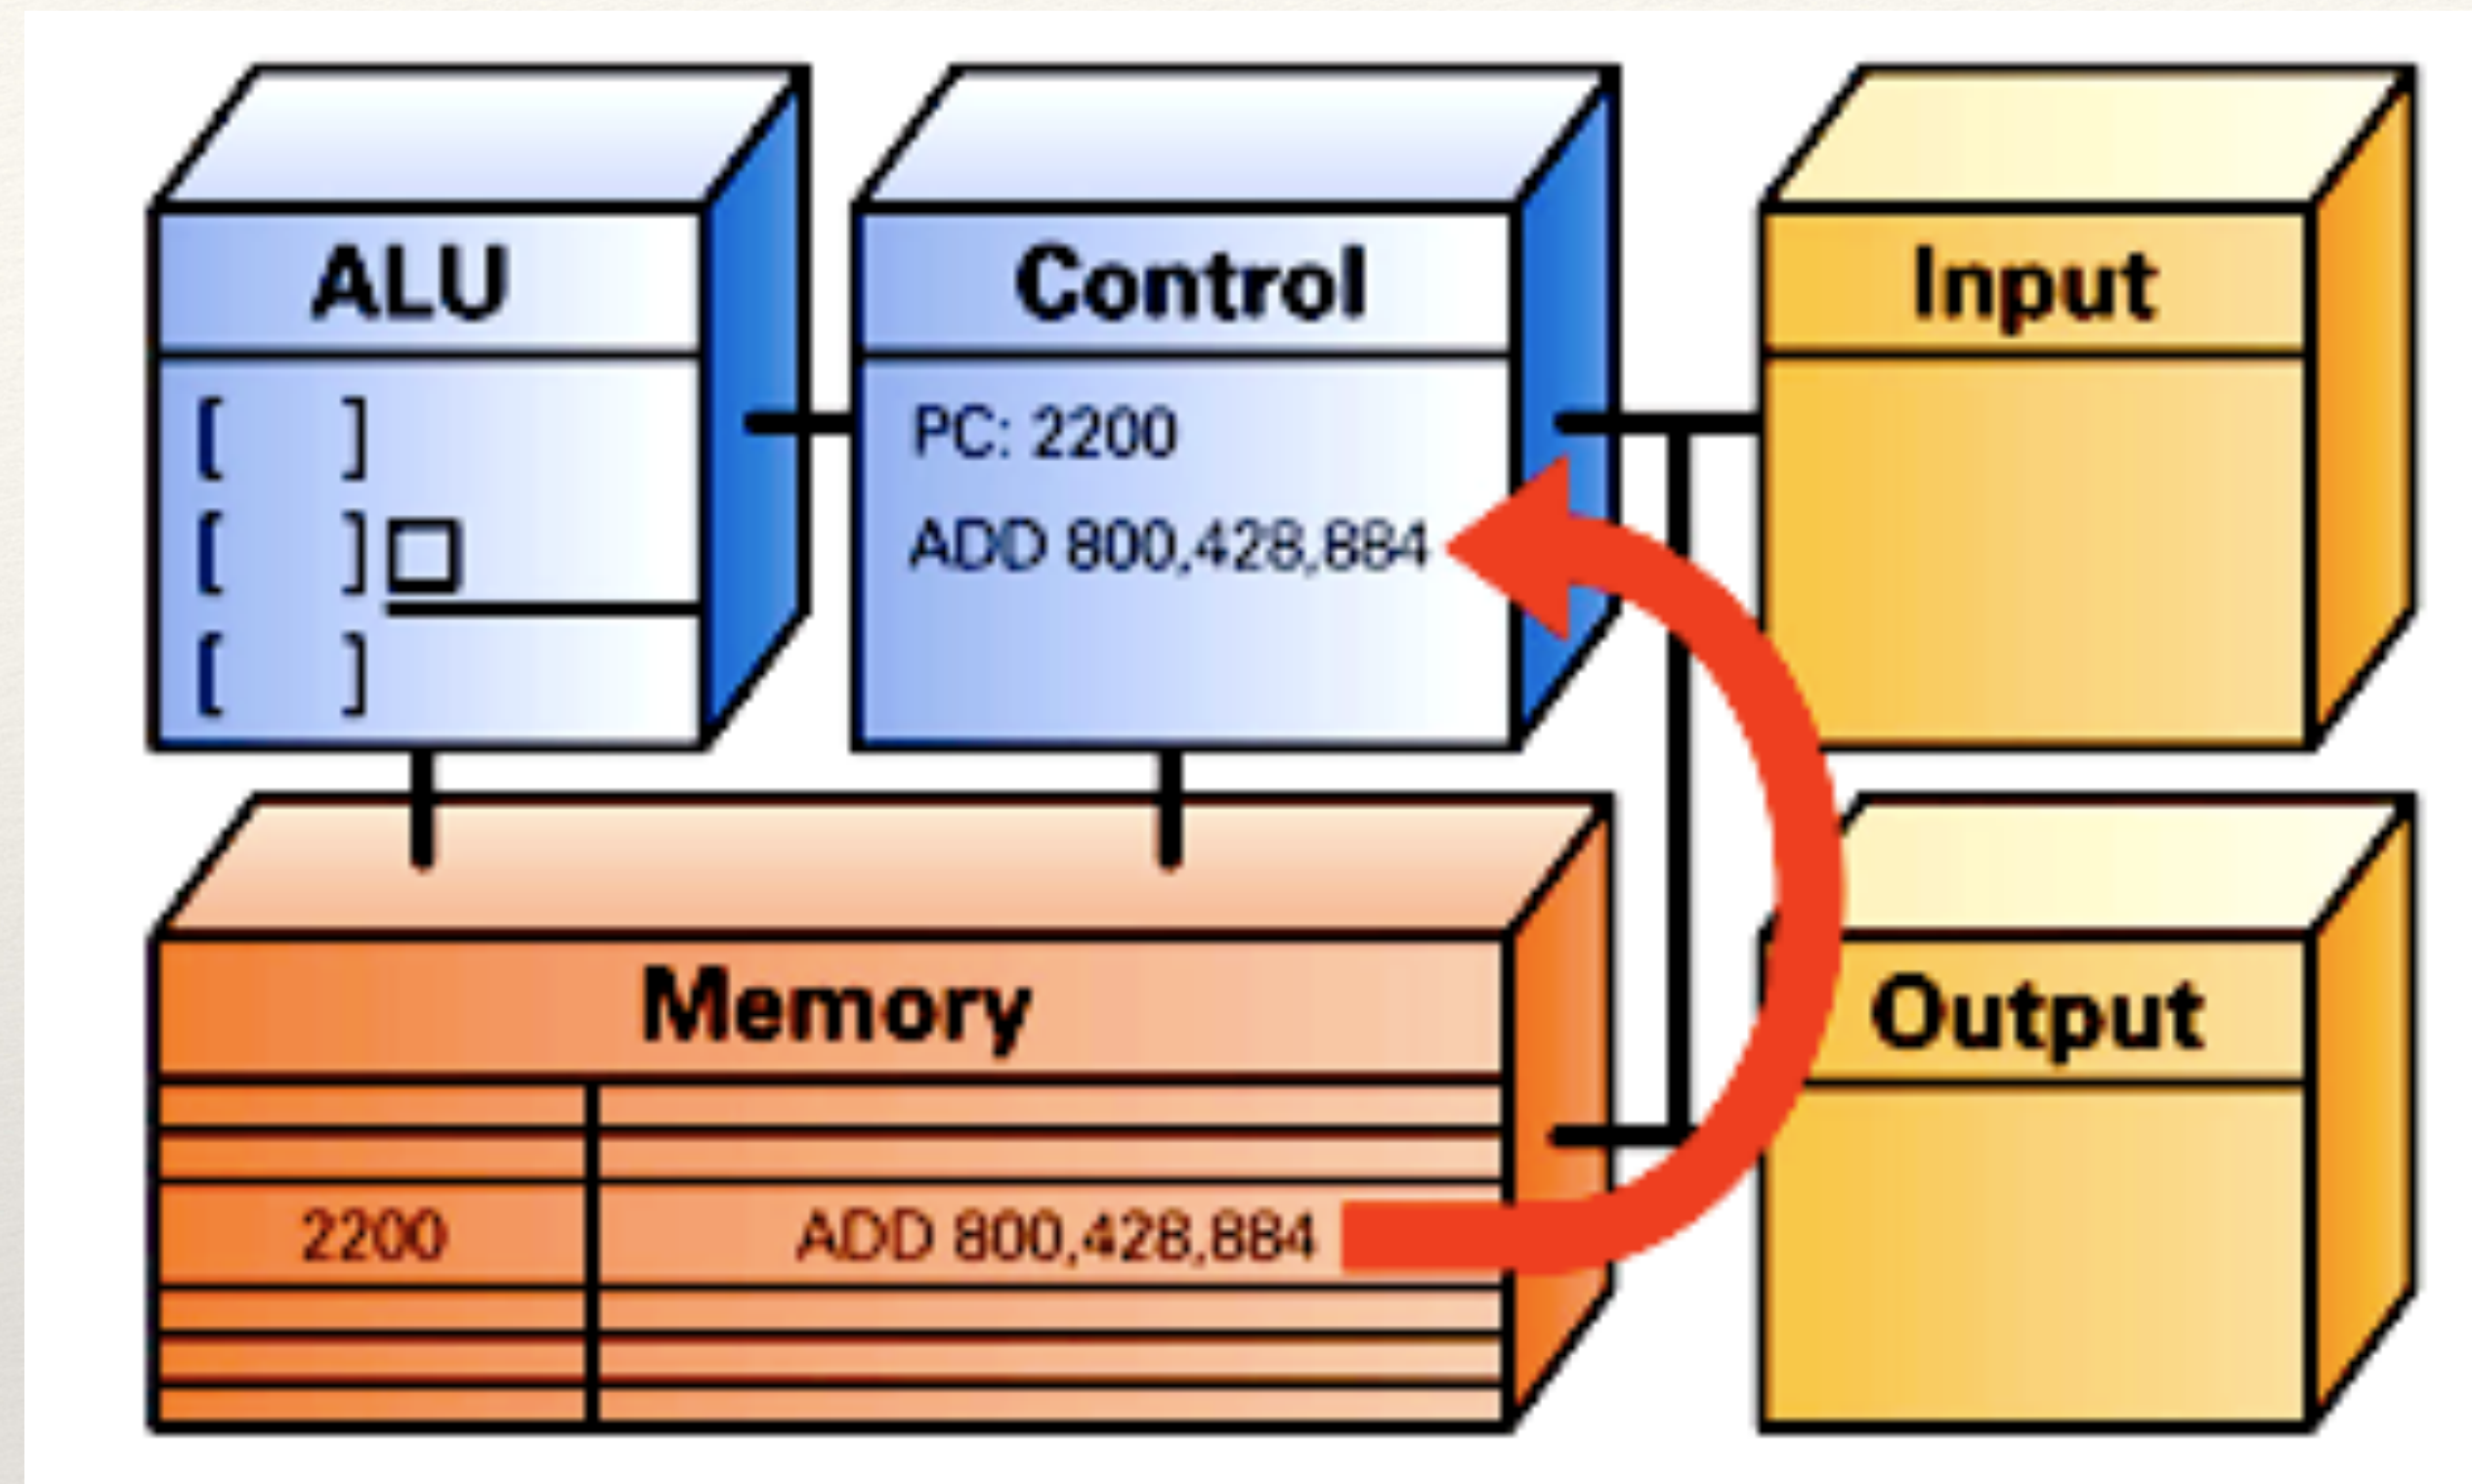 ALU
[ ]
[ ]
[ ]
Control
PC: 2200
ADD 800,428,884
Input
Memory
2200 ADD 800,428,884
Output